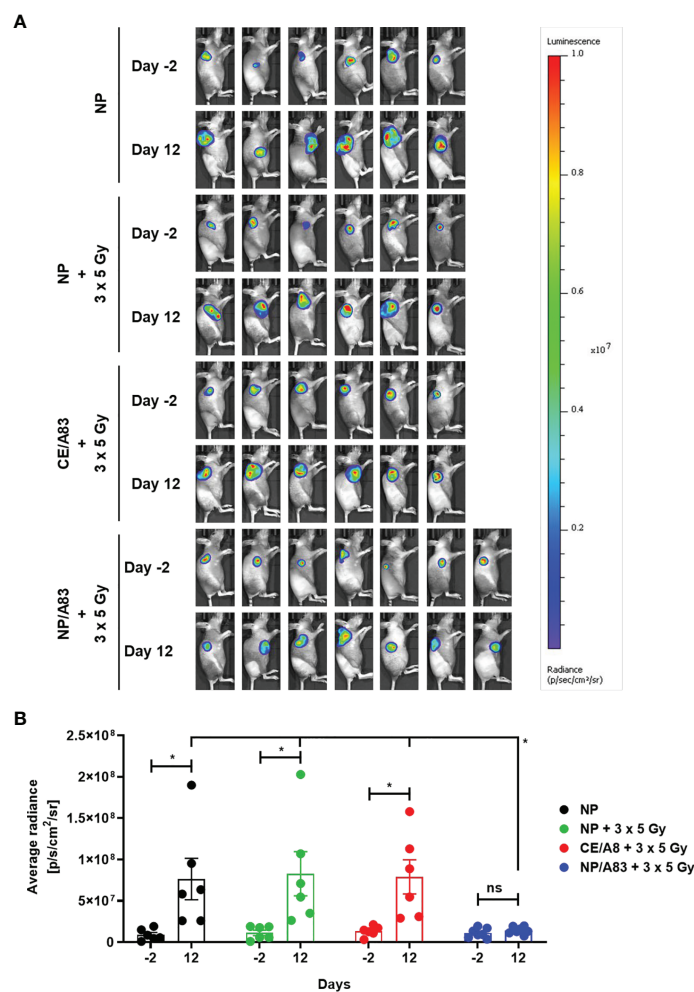 A
NP
Day -2
Day 12
NP
+
3 x 5 Gy
Day -2
Day 12
CE/A83
+
3 x 5 Gy
Day -2
Day 12
NP/A83
+
3 x 5 Gy
Day -2
Day 12
Luminescence
1.0
0.8
0.6
x10⁷
0.4
0.2
Radiance
(p/sec/cm²/sr)
B
Average radiance
[p/s/cm²/sr]
2.5×10⁸
2×10⁸
1×10⁸
1×10⁸
5×10⁷
0
*
*
*
ns
*
-2 12 -2 12 -2 12 -2 12
Days
NP
NP + 3 x 5 Gy
CE/A8 + 3 x 5 Gy
NP/A83 + 3 x 5 Gy